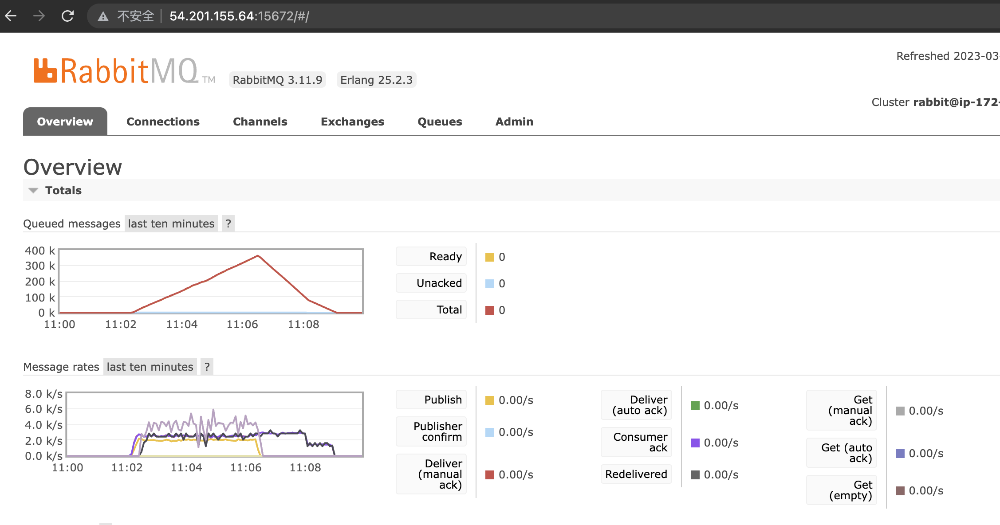 不安全 54.201.155.64:15672/#/
Refreshed 2023-03-
RabbitMQ TM RabbitMQ 3.11.9 Erlang 25.2.3
Cluster rabbit@ip-172-
Overview Connections Channels Exchanges Queues Admin
Overview
Totals
Queued messages last ten minutes ?
400 k
300 k
200 k
100 k
0 k
11:00 11:02 11:04 11:06 11:08
Ready 0
Unacked 0
Total 0
Message rates last ten minutes ?
8.0 k/s
6.0 k/s
4.0 k/s
2.0 k/s
0.0 k/s
11:00 11:02 11:04 11:06 11:08
Publish 0.00/s
Publisher
confirm 0.00/s
Deliver
(manual
ack) 0.00/s
Deliver
(auto ack) 0.00/s
Consumer
ack 0.00/s
Redelivered 0.00/s
Get
(manual
ack) 0.00/s
Get (auto
ack) 0.00/s
Get
(empty) 0.00/s